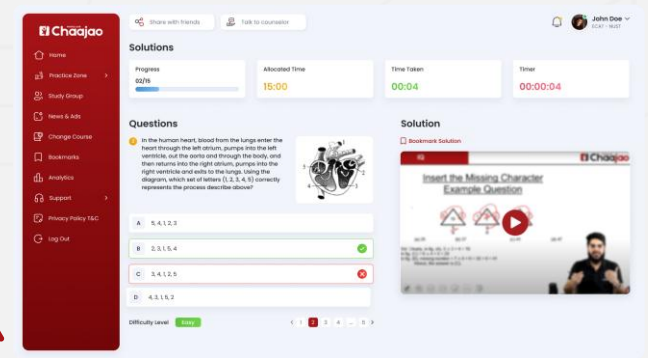 Chaajao
Home
Practice Zone
Study Group
News & Ads
Change Course
Bookmarks
Analytics
Support
Privacy Policy T&C
Log Out
Share with friends
Talk to counselor
John Doe
ECAT - NUST
Solutions
Progress
02/15
Allocated Time
15:00
Time Taken
00:04
Timer
00:00:04
Questions
In the human heart, blood from the lungs enter the
heart through the left atrium, pumps into the left
ventricle, out the aorta and through the body, and
then returns into the right atrium, pumps into the
right ventricle and exits to the lungs. Using the
diagram, which set of letters (1, 2, 3, 4, 5) correctly
represents the process describe above?
A 5, 4, 1, 2, 3
B 2, 3, 1, 5, 4
C 3, 4, 1, 2, 5
D 4, 3, 1, 5, 2
Difficulty Level Easy
< 1 2 3 4 ... 8 >
Solution
Bookmark Solution
Chaajao
Insert the Missing Character
Example Question